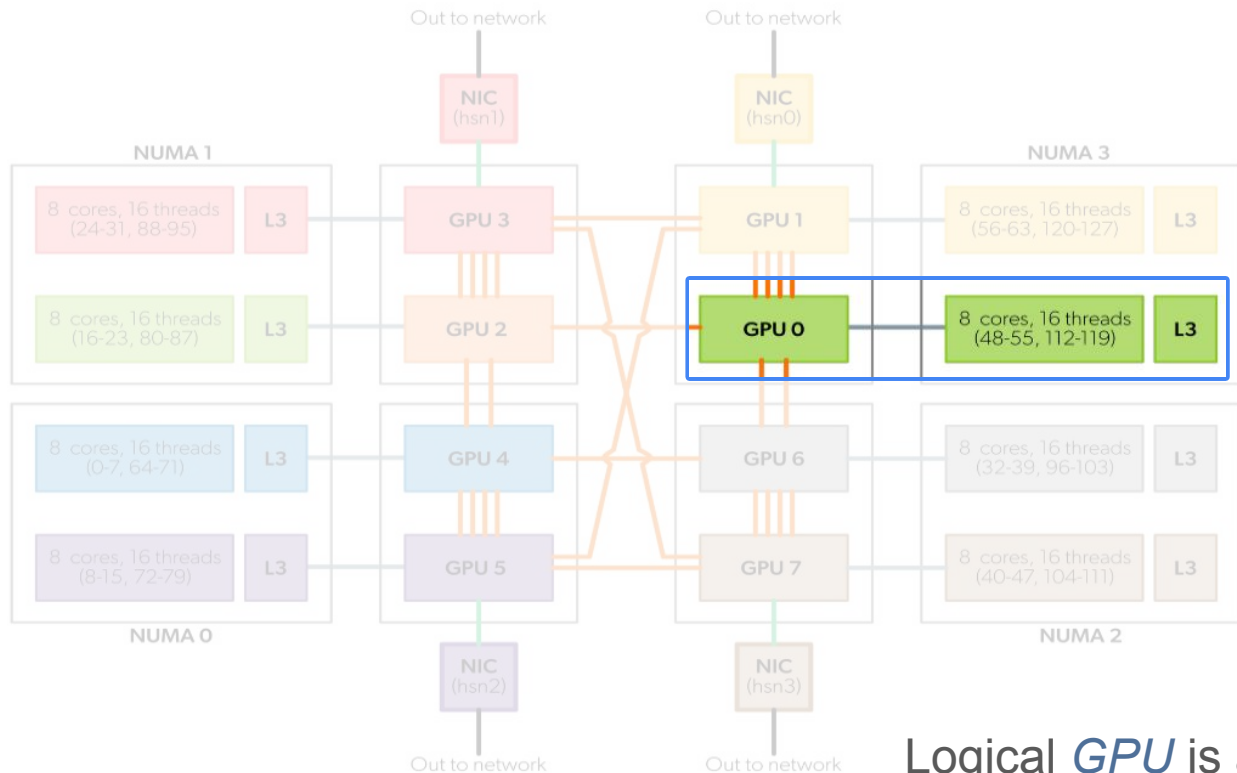 Out to network
Out to network
NIC
(hsn1)
NIC
(hsn0)
NUMA 1
NUMA 3
8 cores, 16 threads
(24-31, 88-95)
L3
GPU 3
GPU 1
8 cores, 16 threads
(56-63, 120-127)
L3
8 cores, 16 threads
(16-23, 80-87)
L3
GPU 2
GPU 0
8 cores, 16 threads
(48-55, 112-119)
L3
8 cores, 16 threads
(0-7, 64-71)
L3
GPU 4
GPU 6
8 cores, 16 threads
(32-39, 96-103)
L3
8 cores, 16 threads
(8-15, 72-79)
L3
GPU 5
GPU 7
8 cores, 16 threads
(40-47, 104-111)
L3
NUMA 0
NUMA 2
NIC
(hsn2)
NIC
(hsn3)
Out to network
Out to network
Logical GPU is